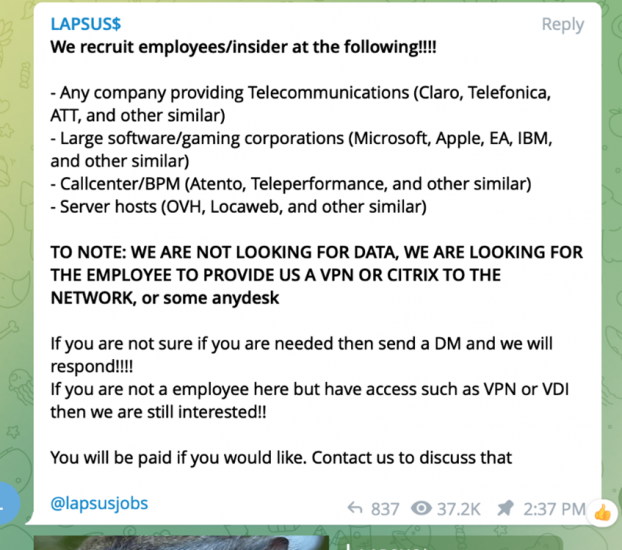 LAPSUS$ Reply
We recruit employees/insider at the following!!!!
- Any company providing Telecommunications (Claro, Telefonica,
ATT, and other similar)
- Large software/gaming corporations (Microsoft, Apple, EA, IBM,
and other similar)
- Callcenter/BPM (Atento, Teleperformance, and other similar)
- Server hosts (OVH, Locaweb, and other similar)
TO NOTE: WE ARE NOT LOOKING FOR DATA, WE ARE LOOKING FOR
THE EMPLOYEE TO PROVIDE US A VPN OR CITRIX TO THE
NETWORK, or some anydesk
If you are not sure if you are needed then send a DM and we will
respond!!!!
If you are not a employee here but have access such as VPN or VDI
then we are still interested!!
You will be paid if you would like. Contact us to discuss that
@lapsusjobs 837 37.2K 2:37 PM